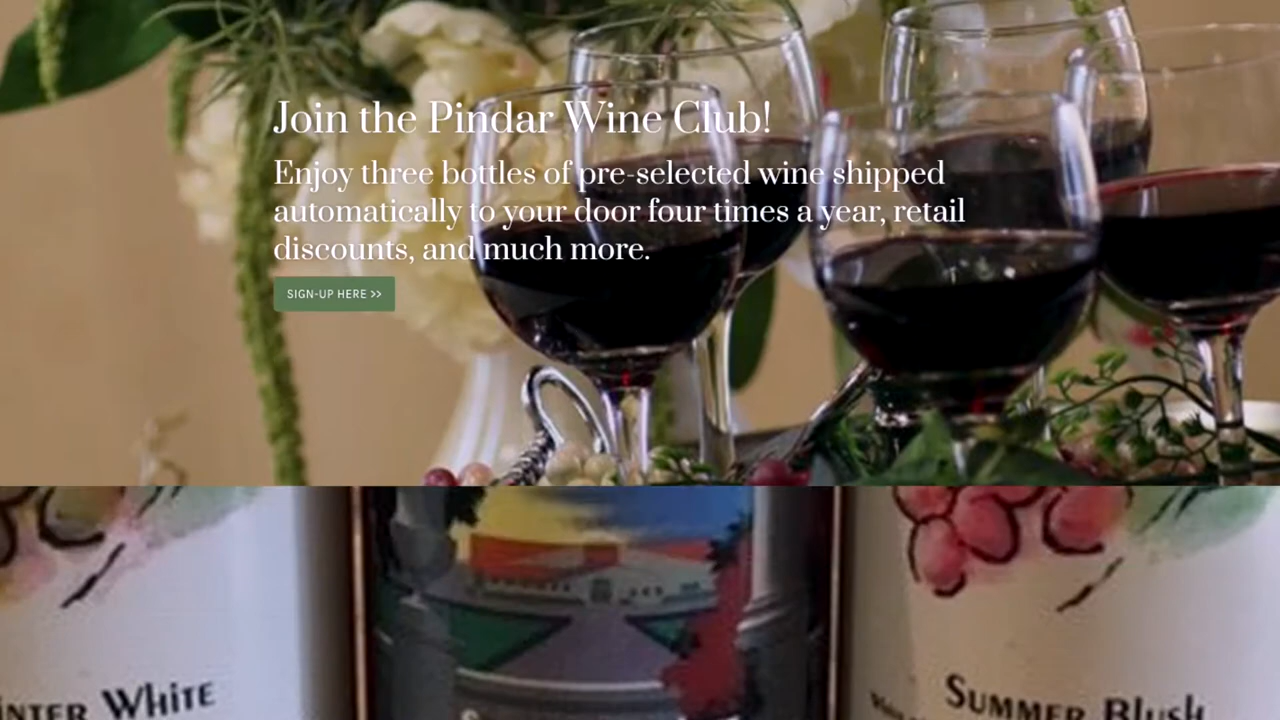 Join the Pindar Wine Club!
Enjoy three bottles of pre-selected wine shipped
automatically to your door four times a year, retail
discounts, and much more.
SIGN-UP HERE >>
White
Summer Blush